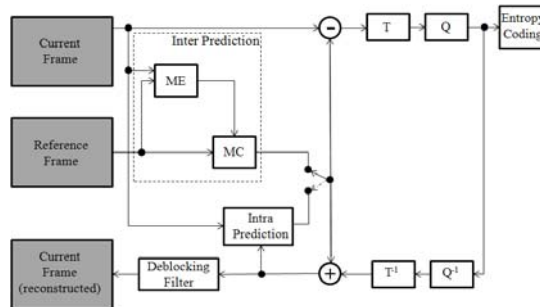 Current
Frame
Inter Prediction
−
T
Q
Entropy
Coding
ME
Reference
Frame
MC
Intra
Prediction
Current
Frame
(reconstructed)
Deblocking
Filter
+
T-1
Q-1